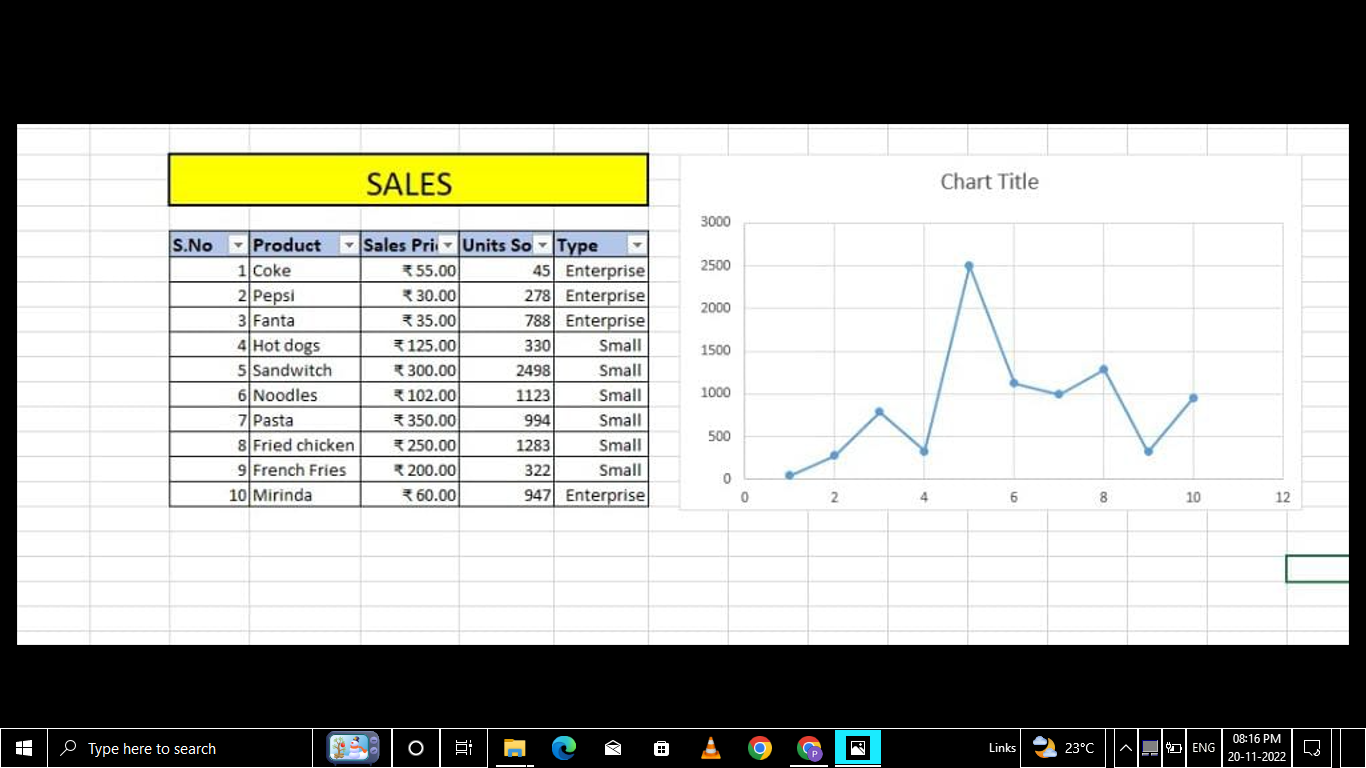 SALES
S.No Product Sales Pri Units So Type
1 Coke ₹ 55.00 45 Enterprise
2 Pepsi ₹ 30.00 278 Enterprise
3 Fanta ₹ 35.00 788 Enterprise
4 Hot dogs ₹ 125.00 330 Small
5 Sandwitch ₹ 300.00 2498 Small
6 Noodles ₹ 102.00 1123 Small
7 Pasta ₹ 350.00 994 Small
8 Fried chicken ₹ 250.00 1283 Small
9 French Fries ₹ 200.00 322 Small
10 Mirinda ₹ 60.00 947 Enterprise
Chart Title
3000
2500
2000
1500
1000
500
0
0 2 4 6 8 10 12
Type here to search
Links 23°C ENG 08:16 PM
20-11-2022